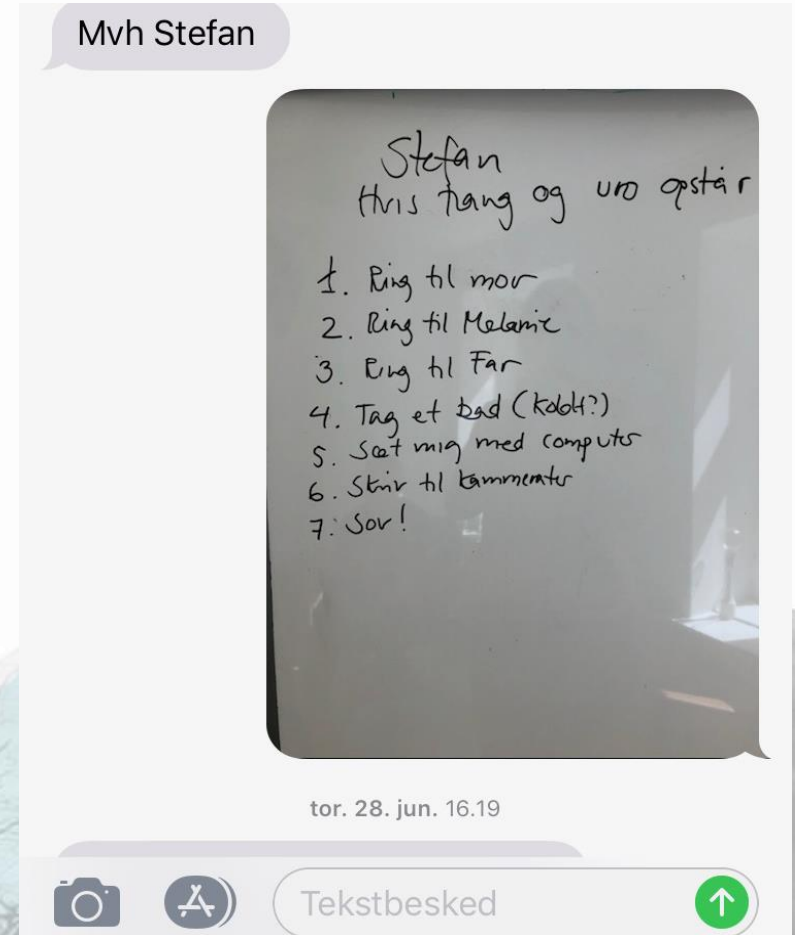 Mvh Stefan
Stefan
Hvis trang og uro opstår
1. Ring til mor
2. Ring til Melanie
3. Ring til Far
4. Tag et bad (koldt?)
5. Sæt mig med computer
6. Skriv til kammerater
7. Sov!
tor. 28. jun. 16.19
Tekstbesked